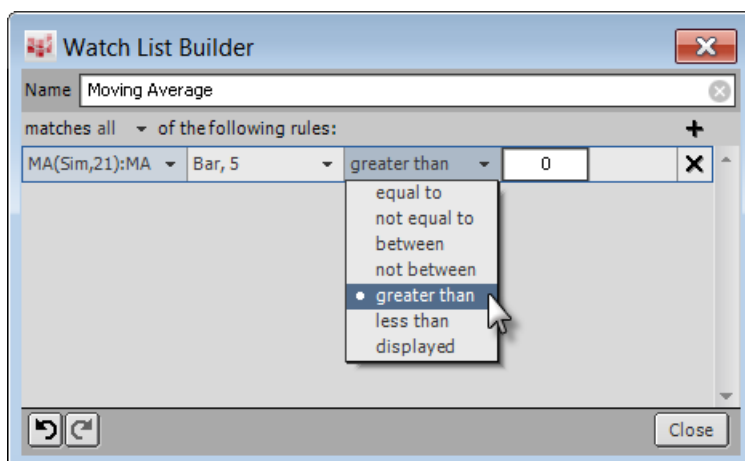 Watch List Builder
Name Moving Average
matches all of the following rules:
MA(Sim,21):MA Bar, 5 greater than 0
equal to
not equal to
between
not between
greater than
less than
displayed
Close